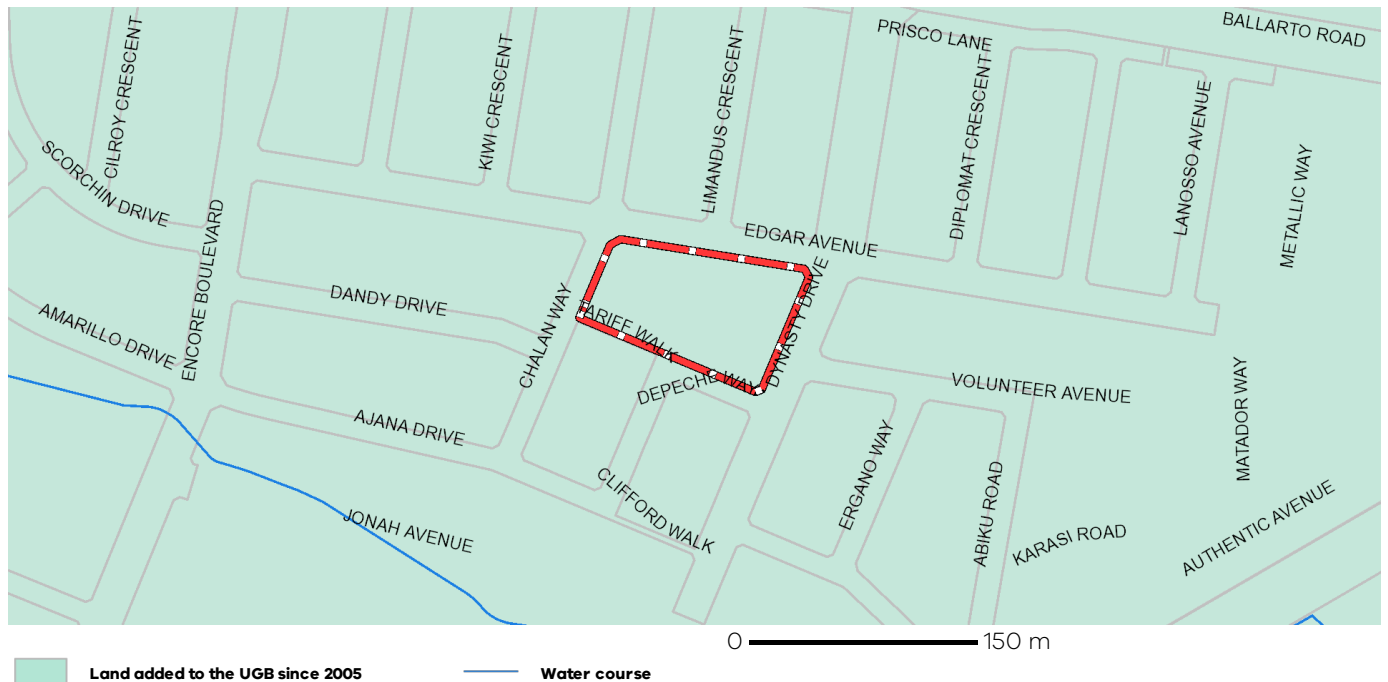 BALLARTO ROAD
PRISCO LANE
CILROY CRESCENT
KIWI CRESCENT
LIMANDUS CRESCENT
DIPLOMAT CRESCENT
LANOSSO AVENUE
METALLIC WAY
SCORCHIN DRIVE
ENCORE BOULEVARD
EDGAR AVENUE
DYNASTY DRIVE
DANDY DRIVE
CHALAN WAY
TARIFF WALK
AMARILLO DRIVE
DEPECHE WAY
VOLUNTEER AVENUE
MATADOR WAY
AJANA DRIVE
ERGANO WAY
CLIFFORD WALK
ABIKU ROAD
JONAH AVENUE
KARASI ROAD
AUTHENTIC AVENUE
0 150 m
Land added to the UGB since 2005
Water course